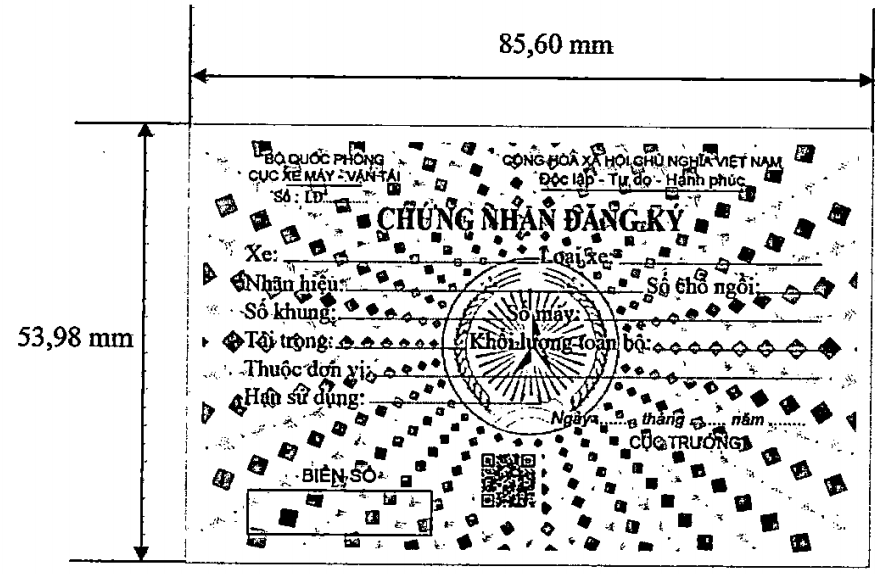 85,60 mm
53,98 mm
BỘ QUỐC PHÒNG
CỤC XE MÁY - VẬN TẢI
Số : LĐ
CỘNG HÒA XÃ HỘI CHỦ NGHĨA VIỆT NAM
Độc lập - Tự do - Hạnh phúc
CHỨNG NHẬN ĐĂNG KÝ
Xe: Loại xe:
Nhãn hiệu: Số chỗ ngồi:
Số khung: Số máy:
Tải trọng: Khối lượng toàn bộ:
Thuộc đơn vị:
Hạn sử dụng:
Ngày ....... tháng ....... năm ........
CỤC TRƯỞNG
BIỂN SỐ